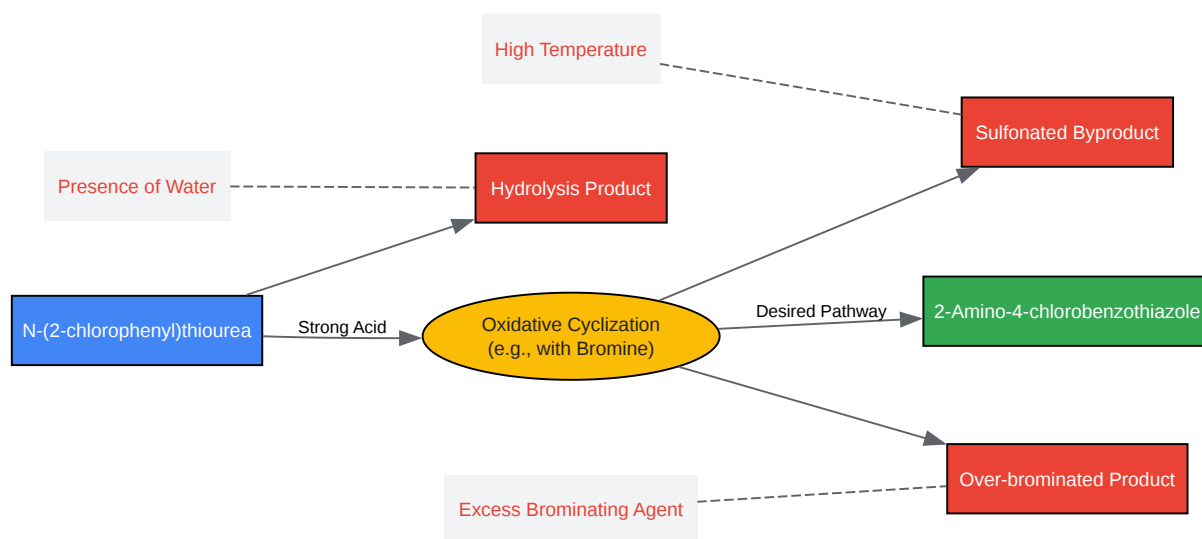 High Temperature
Sulfonated Byproduct
Presence of Water
Hydrolysis Product
N-(2-chlorophenyl)thiourea
Strong Acid
Oxidative Cyclization
(e.g., with Bromine)
Desired Pathway
2-Amino-4-chlorobenzothiazole
Over-brominated Product
Excess Brominating Agent